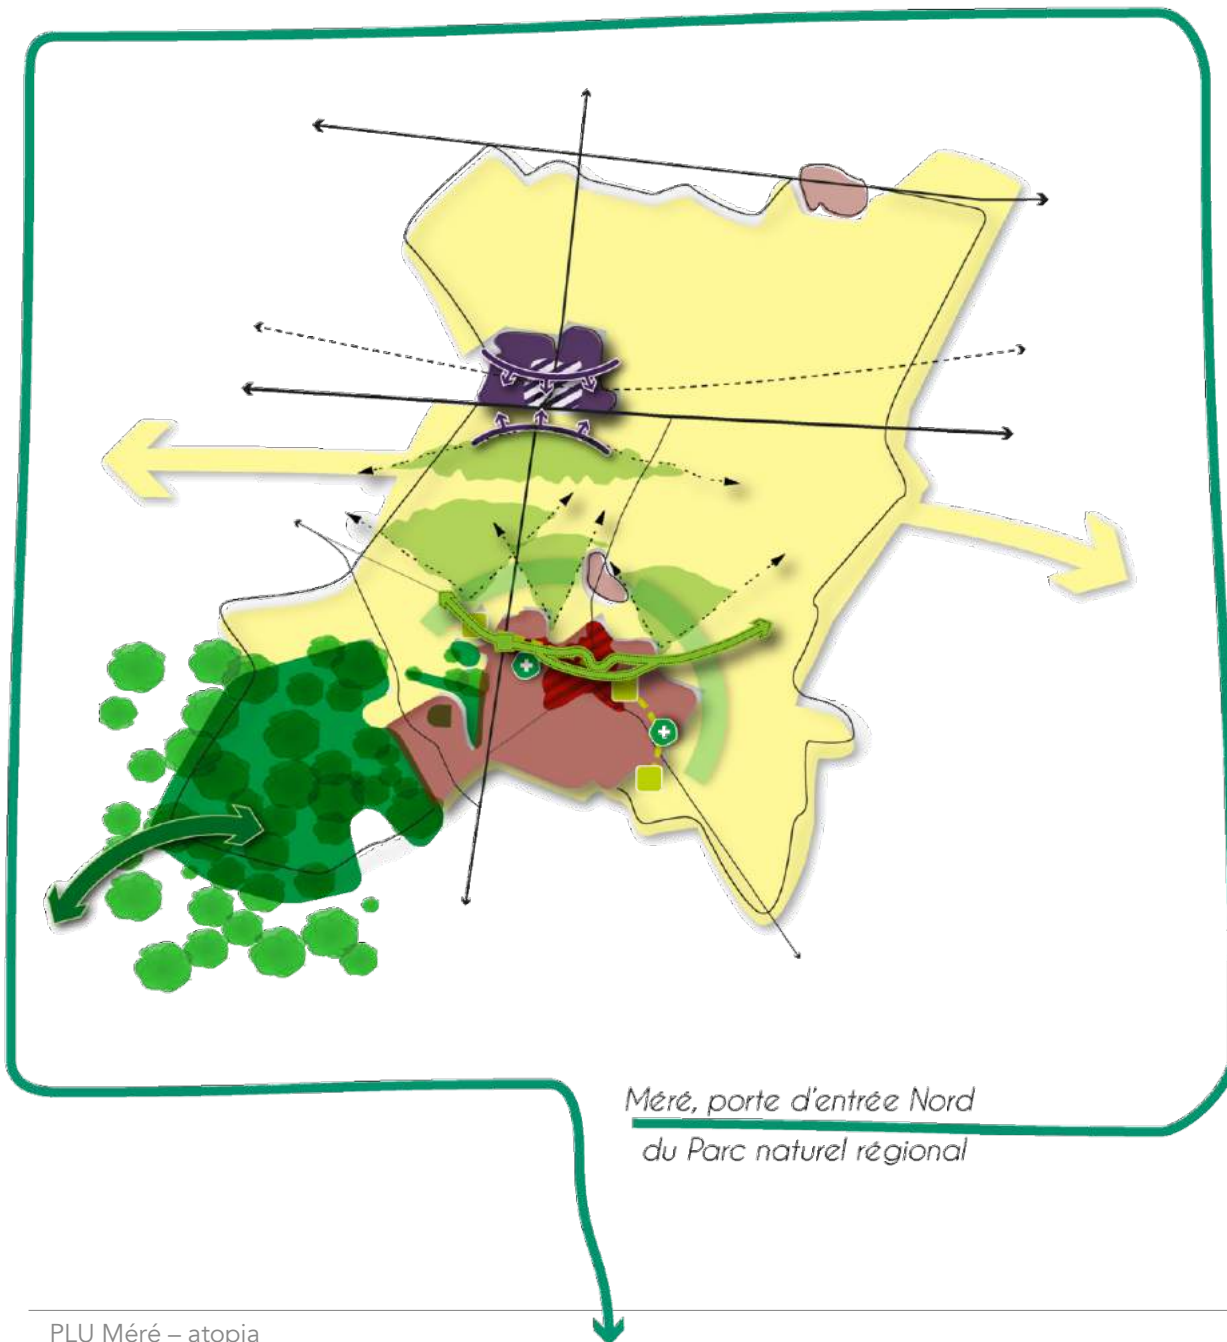 Méré, porte d'entrée Nord
du Parc naturel régional
PLU Méré – atopia